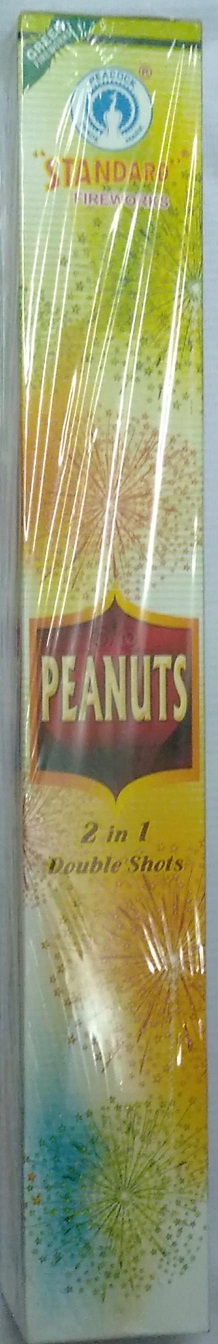 GREEN
PEACOCK
®
"STANDARD"
FIREWORKS
PEANUTS
2 in 1
Double Shots